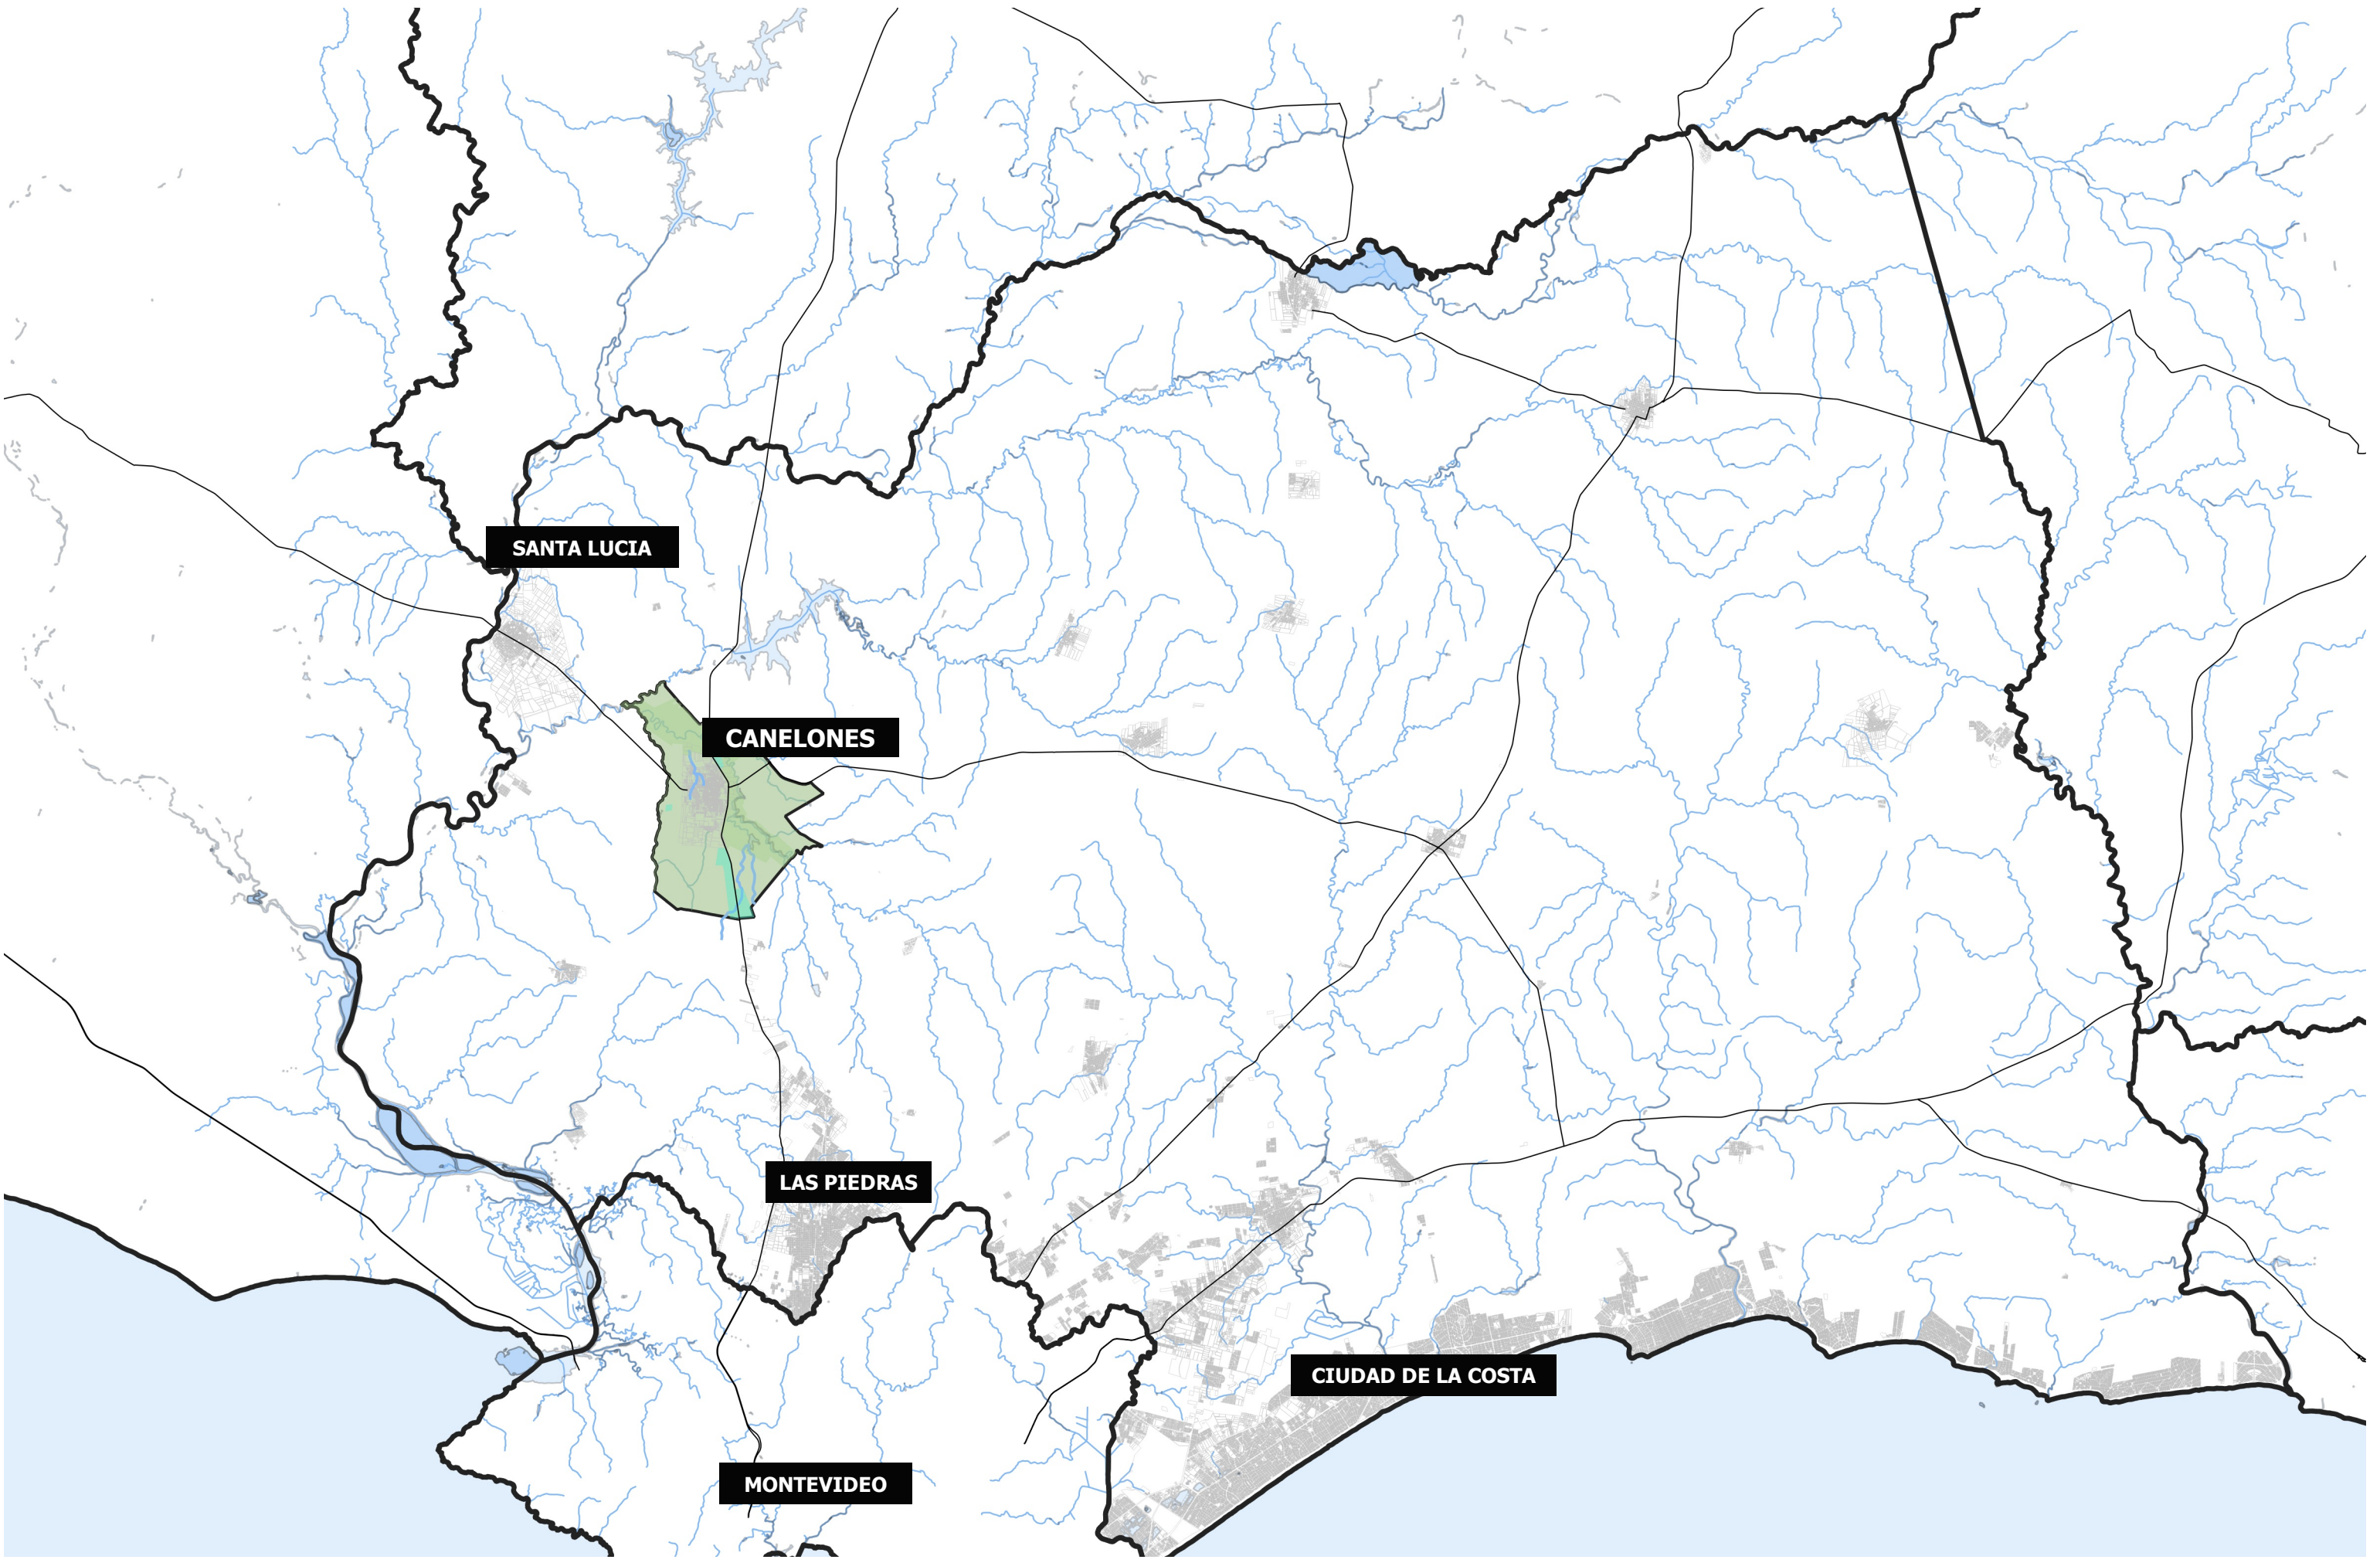 SANTA LUCIA
CANELONES
LAS PIEDRAS
CIUDAD DE LA COSTA
MONTEVIDEO